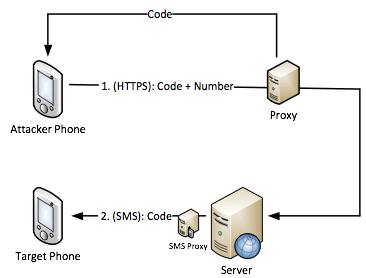 Code
1. (HTTPS): Code + Number
Attacker Phone
Proxy
2. (SMS): Code
SMS Proxy
Target Phone
Server